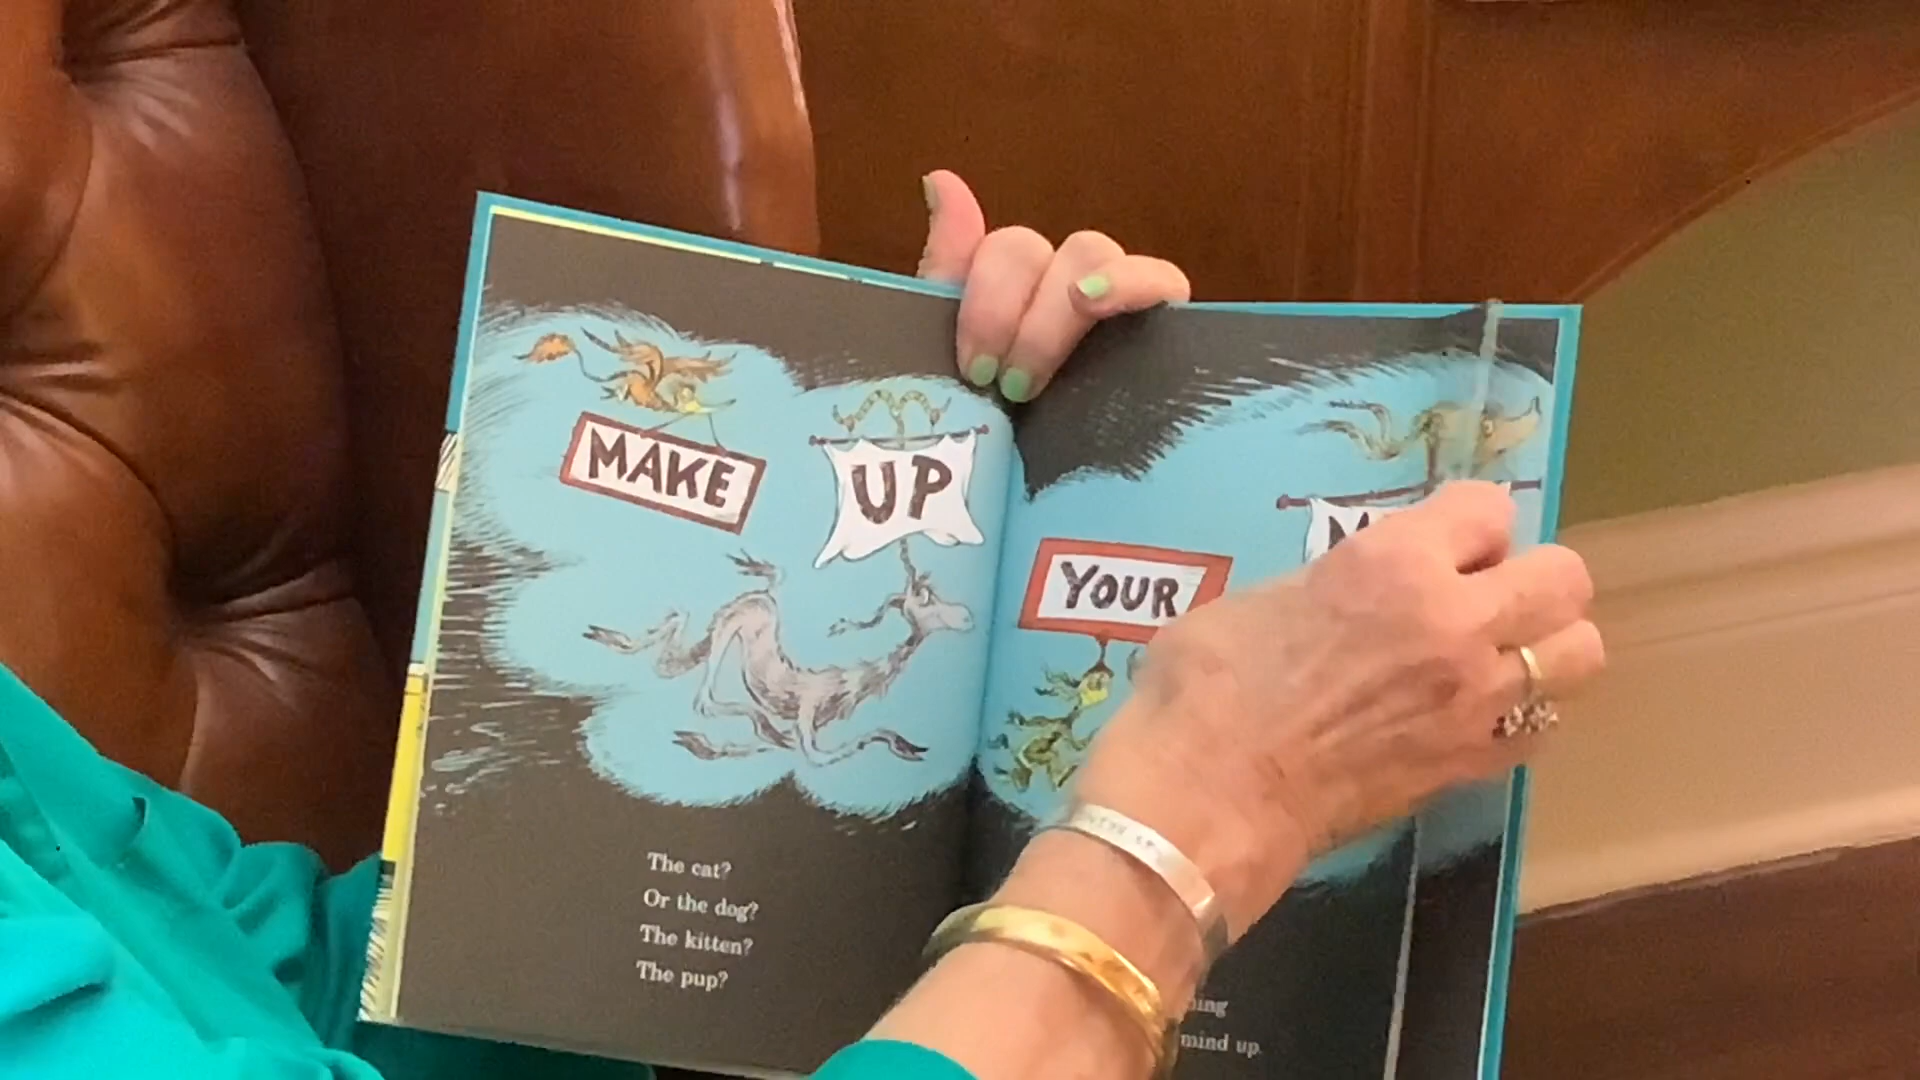 MAKE
UP
YOUR
The cat?
Or the dog?
The kitten?
The pup?
mind up.